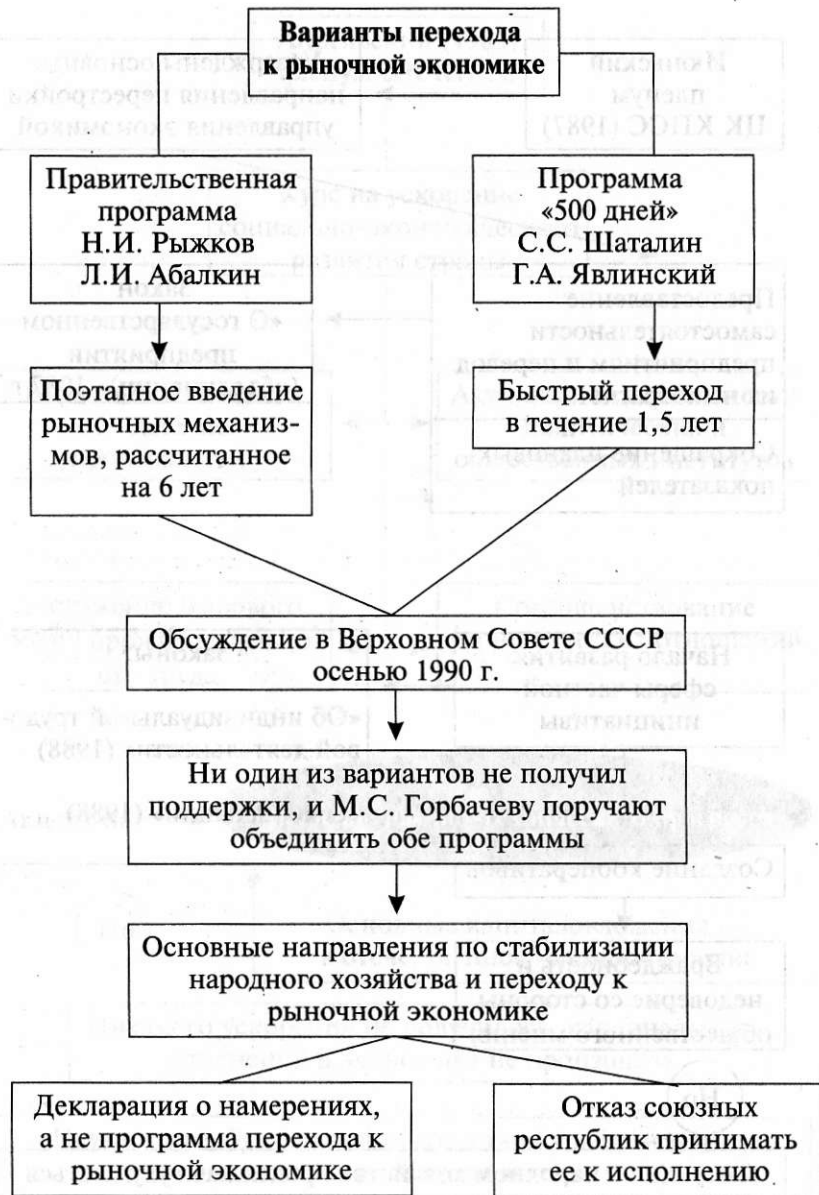 Варианты перехода
к рыночной экономике
Правительственная
программа
Н.И. Рыжков
Л.И. Абалкин
Программа
«500 дней»
С.С. Шаталин
Г.А. Явлинский
Поэтапное введение
рыночных механиз-
мов, рассчитанное
на 6 лет
Быстрый переход
в течение 1,5 лет
Обсуждение в Верховном Совете СССР
осенью 1990 г.
Ни один из вариантов не получил
поддержки, и М.С. Горбачеву поручают
объединить обе программы
Основные направления по стабилизации
народного хозяйства и переходу к
рыночной экономике
Декларация о намерениях,
а не программа перехода к
рыночной экономике
Отказ союзных
республик принимать
ее к исполнению